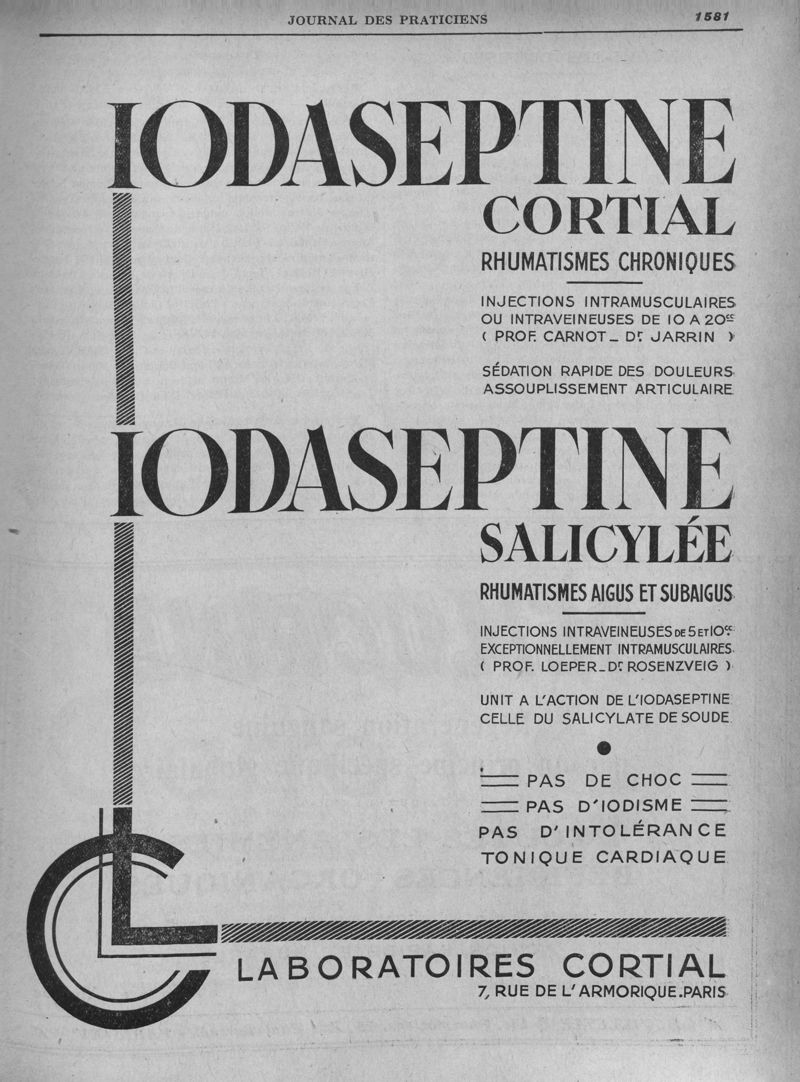 JOURNAL DES PRATICIENS
1581
IODASEPTINE
CORTIAL
RHUMATISMES CHRONIQUES
INJECTIONS INTRAMUSCULAIRES
OU INTRAVEINEUSES DE 10 A 20cc
( PROF. CARNOT _ Dr JARRIN )
SÉDATION RAPIDE DES DOULEURS
ASSOUPLISSEMENT ARTICULAIRE
IODASEPTINE
SALICYLÉE
RHUMATISMES AIGUS ET SUBAIGUS
INJECTIONS INTRAVEINEUSES DE 5 ET 10cc
EXCEPTIONNELLEMENT INTRAMUSCULAIRES
( PROF. LOEPER _ Dr ROSENZVEIG )
UNIT A L'ACTION DE L'IODASEPTINE
CELLE DU SALICYLATE DE SOUDE
PAS DE CHOC
PAS D'IODISME
PAS D'INTOLÉRANCE
TONIQUE CARDIAQUE
CL
LABORATOIRES CORTIAL
7, RUE DE L'ARMORIQUE.PARIS